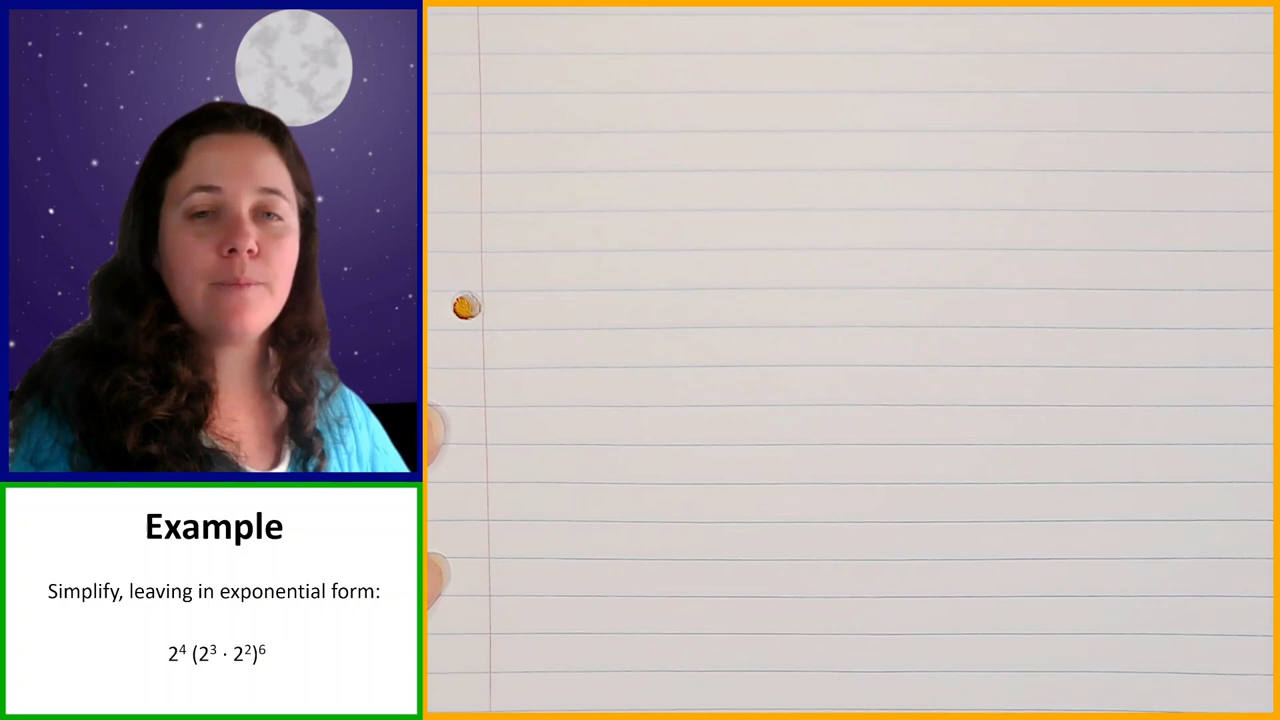 Example
Simplify, leaving in exponential form:
2⁴ (2³ · 2²)⁶